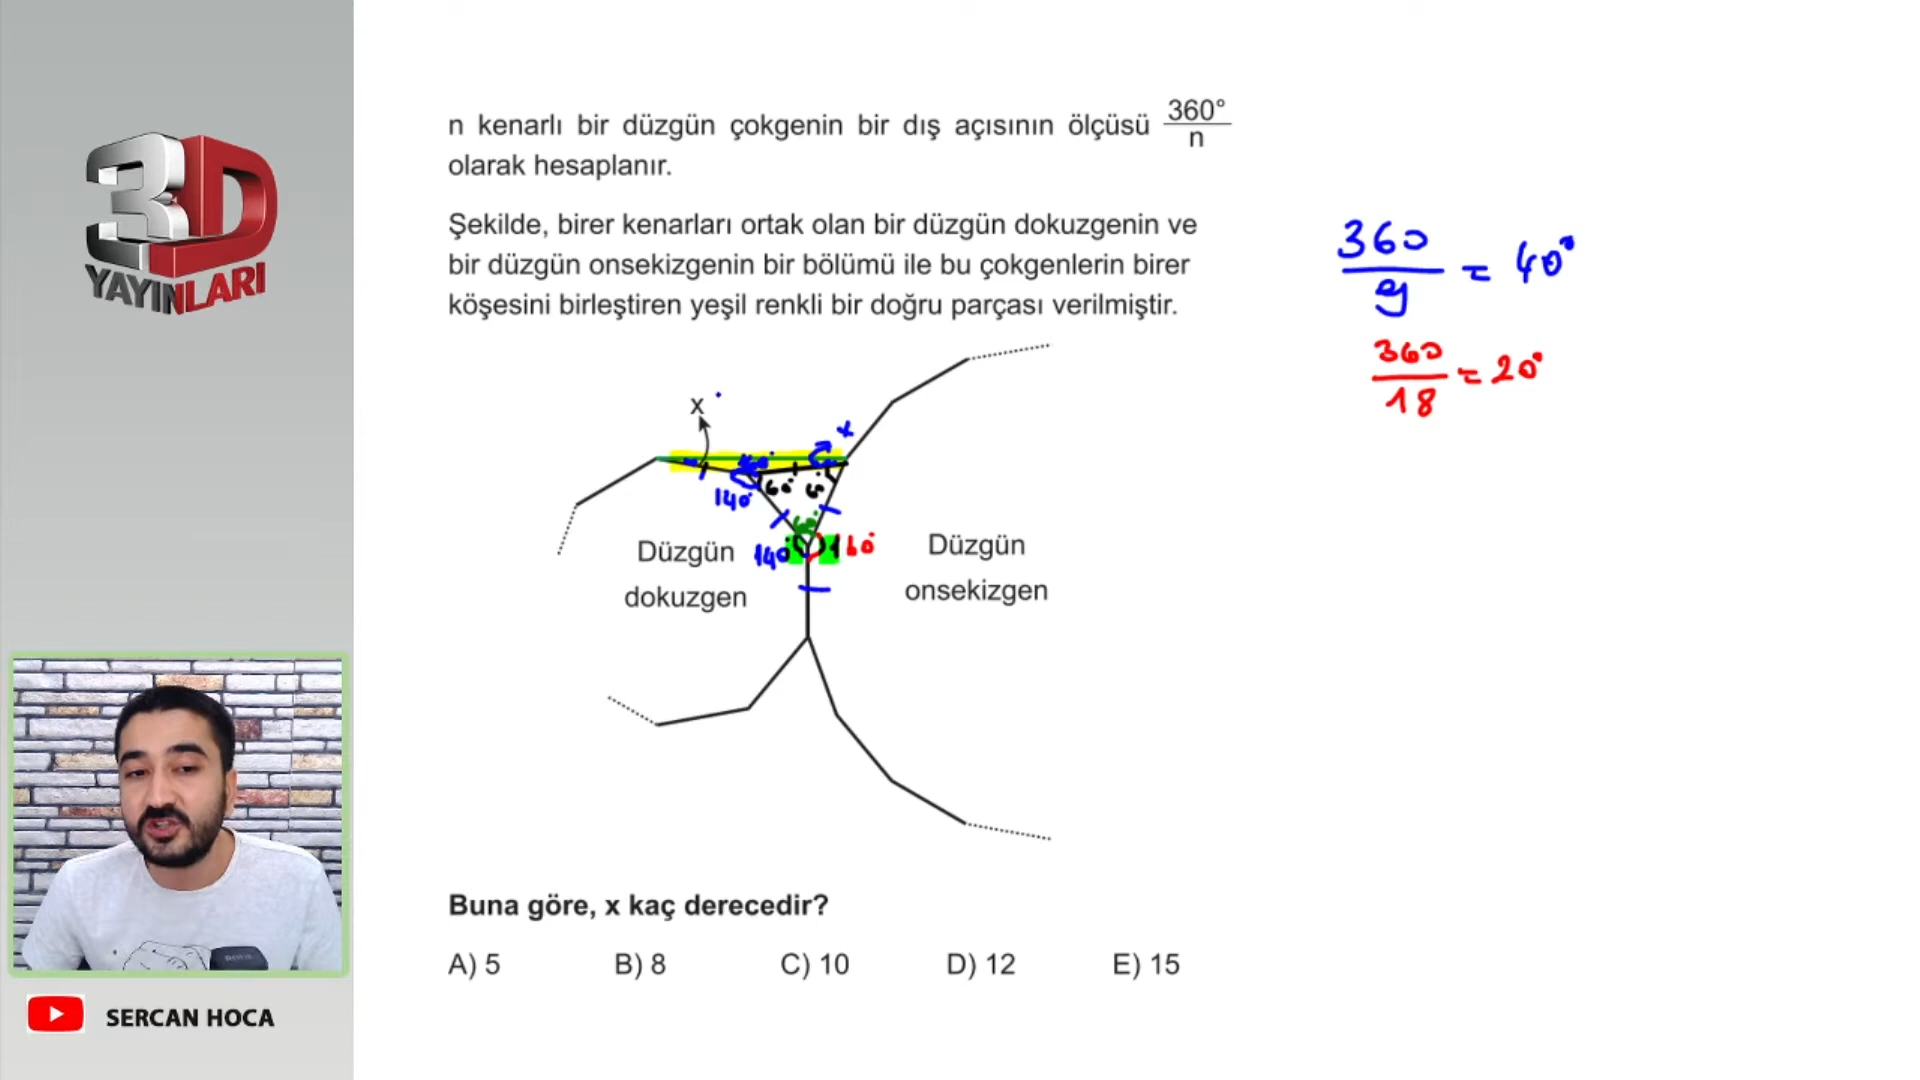 3D
YAYINLARI
n kenarlı bir düzgün çokgenin bir dış açısının ölçüsü 360°/n
olarak hesaplanır.
Şekilde, birer kenarları ortak olan bir düzgün dokuzgenin ve
bir düzgün onsekizgenin bir bölümü ile bu çokgenlerin birer
köşesini birleştiren yeşil renkli bir doğru parçası verilmiştir.
360/9 = 40°
360/18 = 20°
x
x
140°
60°
60°
140°
160°
Düzgün
dokuzgen
Düzgün
onsekizgen
Buna göre, x kaç derecedir?
A) 5 B) 8 C) 10 D) 12 E) 15
SERCAN HOCA